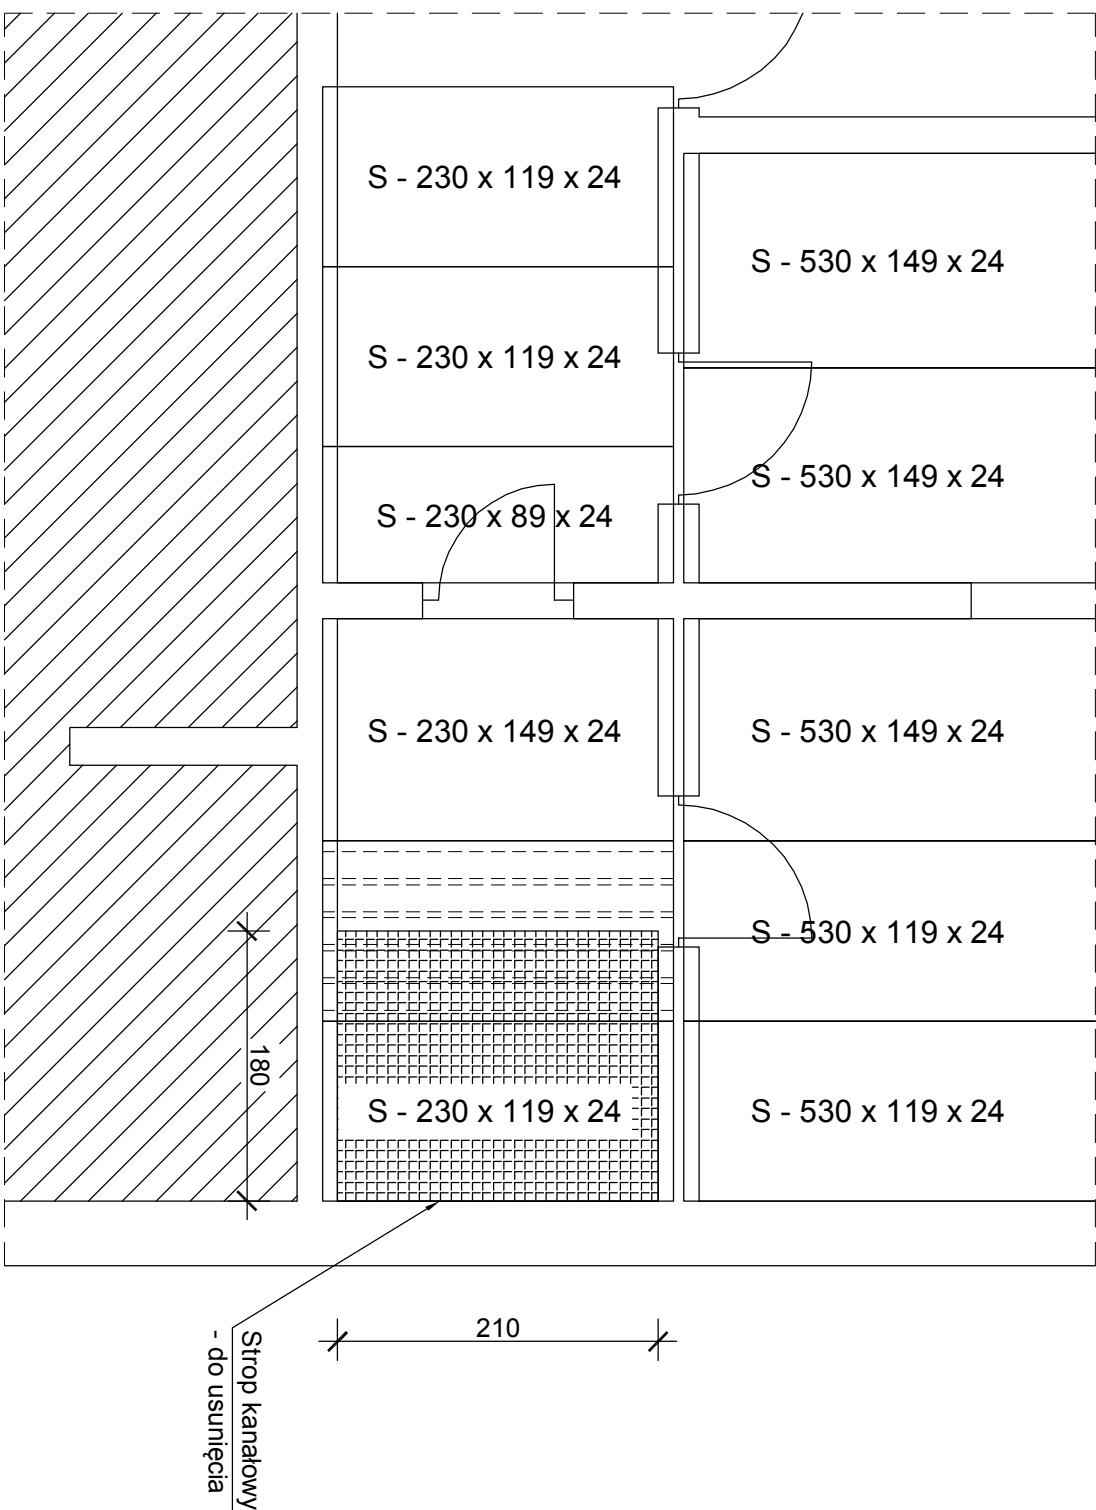 S - 230 x 119 x 24
S - 530 x 149 x 24
S - 230 x 119 x 24
S - 530 x 149 x 24
S - 230 x 89 x 24
S - 230 x 149 x 24
S - 530 x 149 x 24
S - 530 x 119 x 24
180
S - 230 x 119 x 24
S - 530 x 119 x 24
210
Strop kanałowy
- do usunięcia